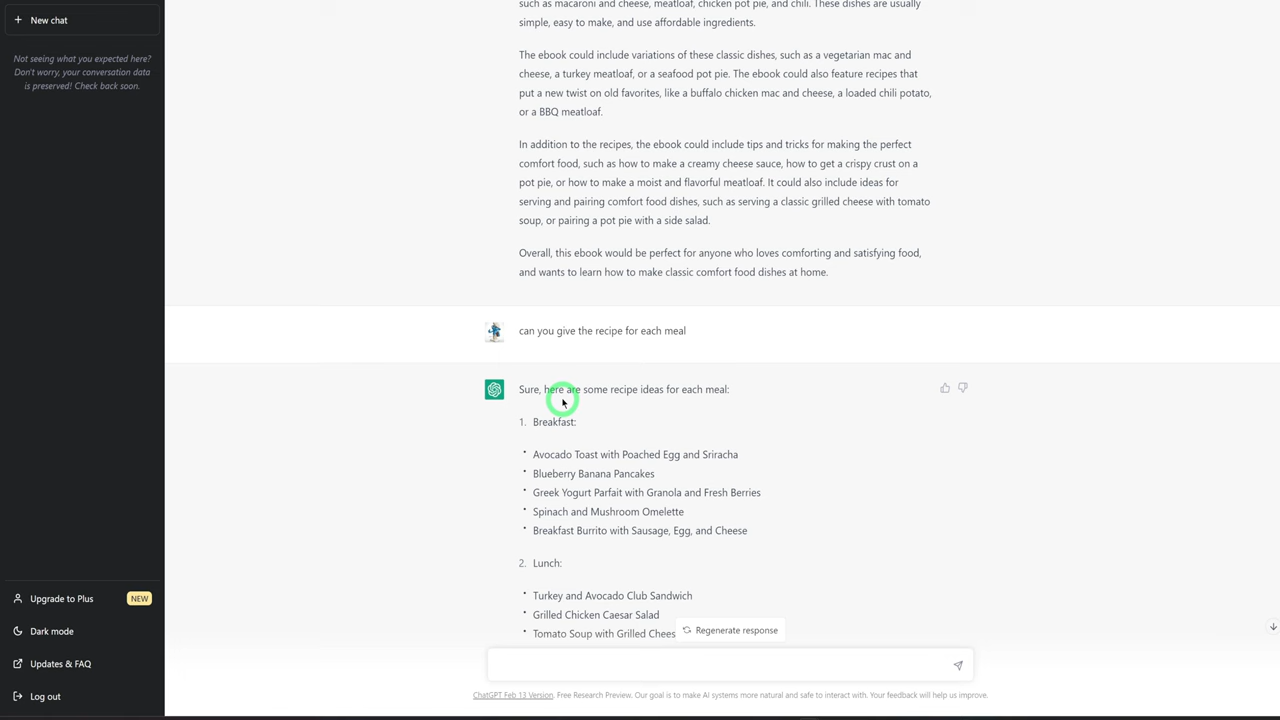 New chat
Not seeing what you expected here?
Don't worry, your conversation data
is preserved! Check back soon.
such as macaroni and cheese, meatloaf, chicken pot pie, and chili. These dishes are usually
simple, easy to make, and use affordable ingredients.
The ebook could include variations of these classic dishes, such as a vegetarian mac and
cheese, a turkey meatloaf, or a seafood pot pie. The ebook could also feature recipes that
put a new twist on old favorites, like a buffalo chicken mac and cheese, a loaded chili potato,
or a BBQ meatloaf.
In addition to the recipes, the ebook could include tips and tricks for making the perfect
comfort food, such as how to make a creamy cheese sauce, how to get a crispy crust on a
pot pie, or how to make a moist and flavorful meatloaf. It could also include ideas for
serving and pairing comfort food dishes, such as serving a classic grilled cheese with tomato
soup, or pairing a pot pie with a side salad.
Overall, this ebook would be perfect for anyone who loves comforting and satisfying food,
and wants to learn how to make classic comfort food dishes at home.
can you give the recipe for each meal
Sure, here are some recipe ideas for each meal:
1. Breakfast:
• Avocado Toast with Poached Egg and Sriracha
• Blueberry Banana Pancakes
• Greek Yogurt Parfait with Granola and Fresh Berries
• Spinach and Mushroom Omelette
• Breakfast Burrito with Sausage, Egg, and Cheese
2. Lunch:
• Turkey and Avocado Club Sandwich
• Grilled Chicken Caesar Salad
• Tomato Soup with Grilled Chees
Regenerate response
Upgrade to Plus NEW
Dark mode
Updates & FAQ
Log out
ChatGPT Feb 13 Version. Free Research Preview. Our goal is to make AI systems more natural and safe to interact with. Your feedback will help us improve.